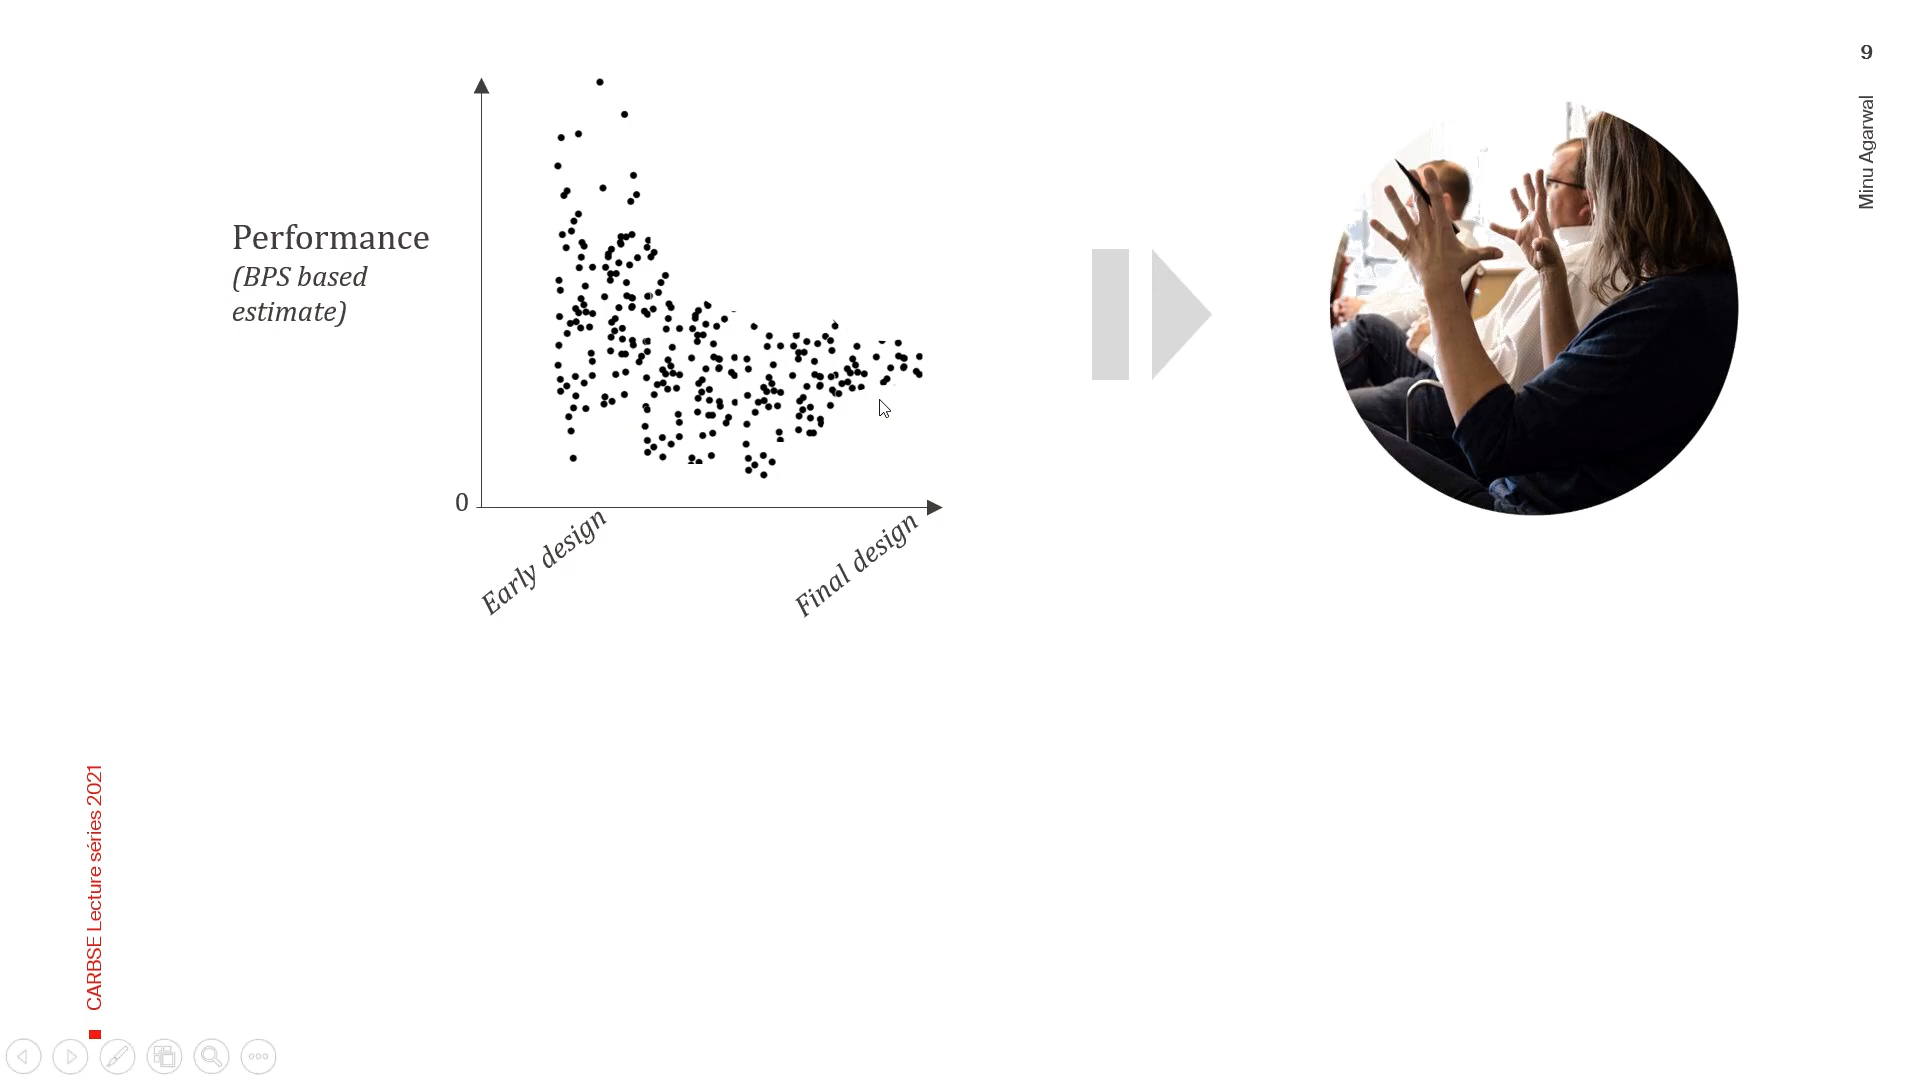 9
Minu Agarwal
Performance
(BPS based
estimate)
0
Early design
Final design
CARBSE Lecture séries 2021